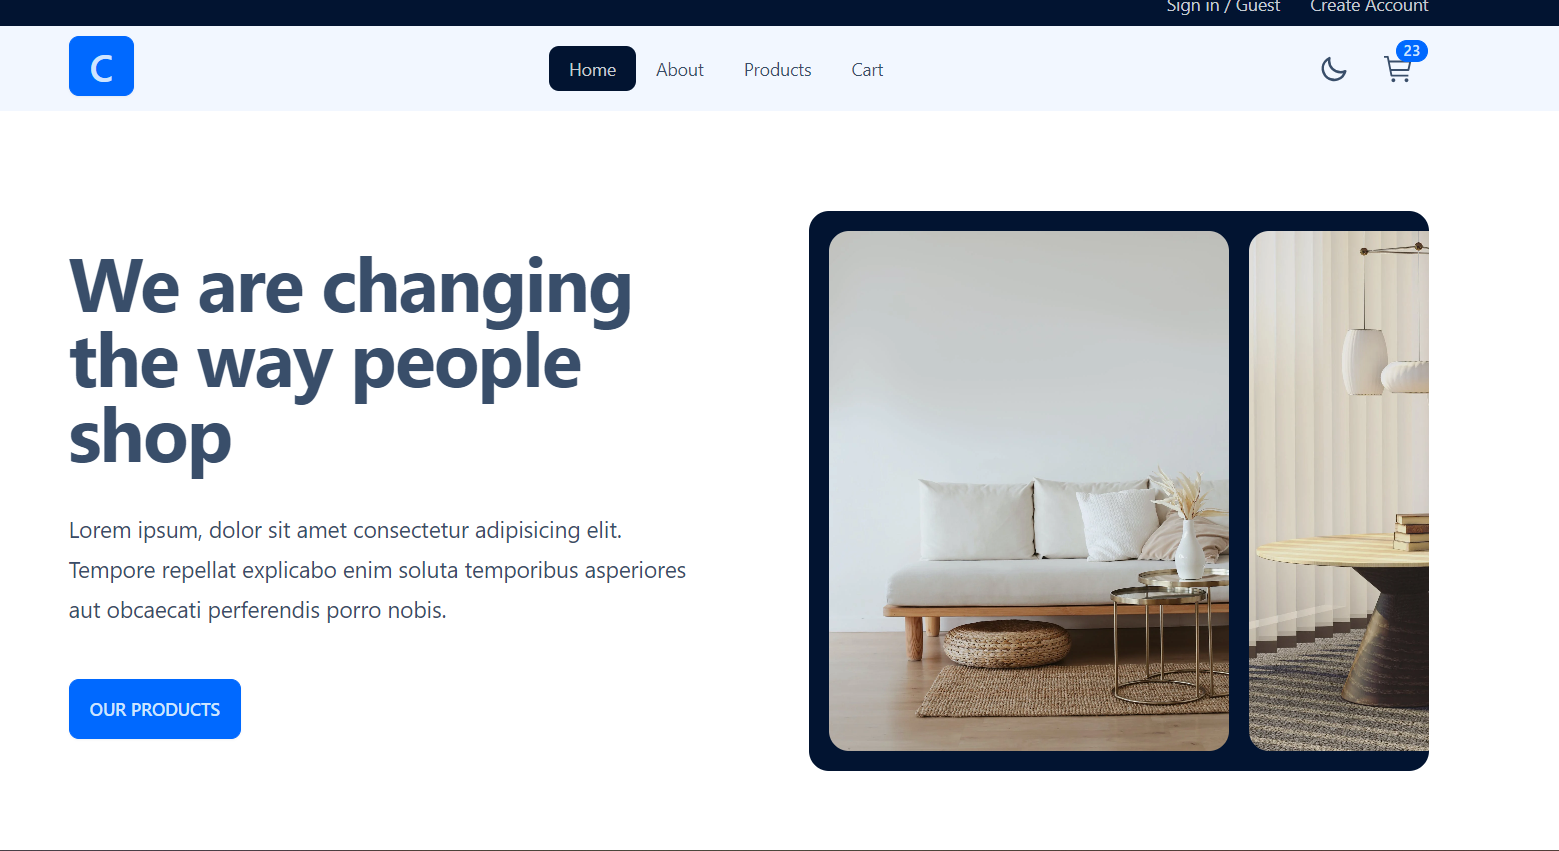 Sign in / Guest Create Account
C Home About Products Cart 23
We are changing
the way people
shop
Lorem ipsum, dolor sit amet consectetur adipisicing elit.
Tempore repellat explicabo enim soluta temporibus asperiores
aut obcaecati perferendis porro nobis.
OUR PRODUCTS